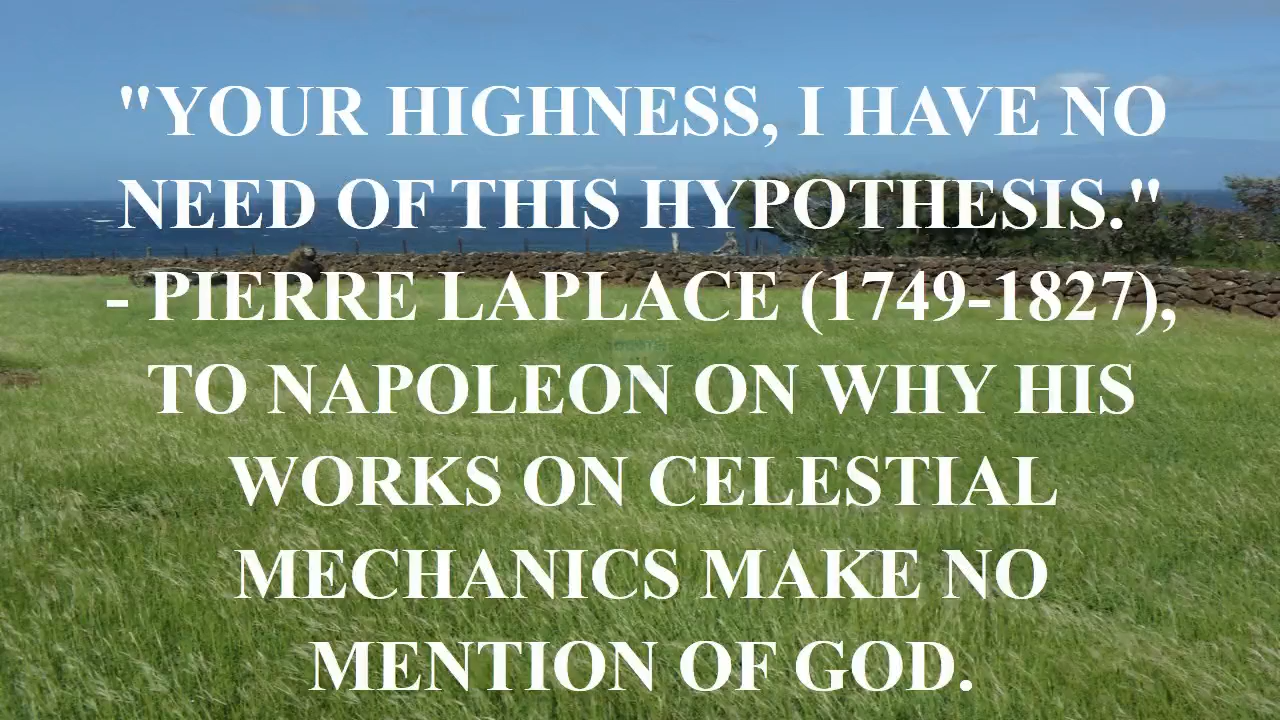 "YOUR HIGHNESS, I HAVE NO
NEED OF THIS HYPOTHESIS."
- PIERRE LAPLACE (1749-1827),
TO NAPOLEON ON WHY HIS
WORKS ON CELESTIAL
MECHANICS MAKE NO
MENTION OF GOD.